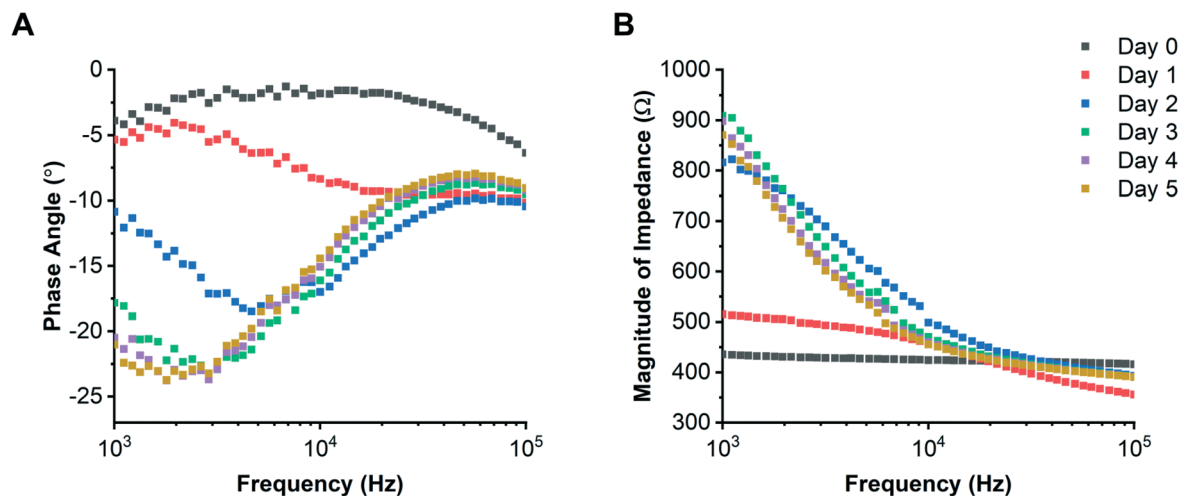 A
Phase Angle (°)
0
-5
-10
-15
-20
-25
10³
10⁴
10⁵
Frequency (Hz)
B
Magnitude of Impedance (Ω)
1000
900
800
700
600
500
400
300
10³
10⁴
10⁵
Frequency (Hz)
Day 0
Day 1
Day 2
Day 3
Day 4
Day 5